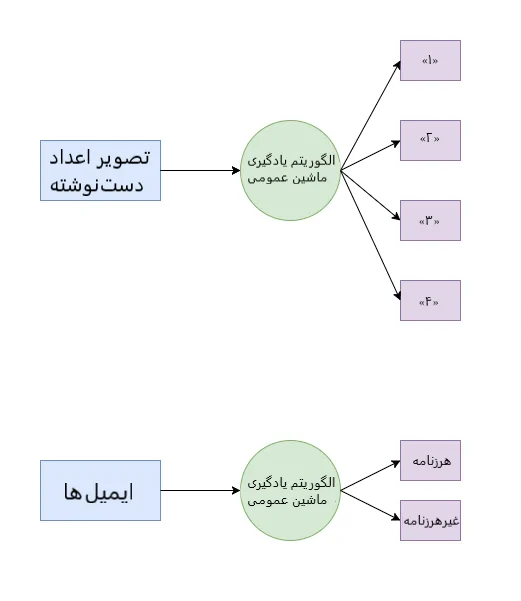 تصویر اعداد
دست‌نوشته
الگوریتم یادگیری
ماشین عمومی
«۱»
«۲»
«۳»
«۴»
ایمیل‌ها
الگوریتم یادگیری
ماشین عمومی
هرزنامه
غیرهرزنامه